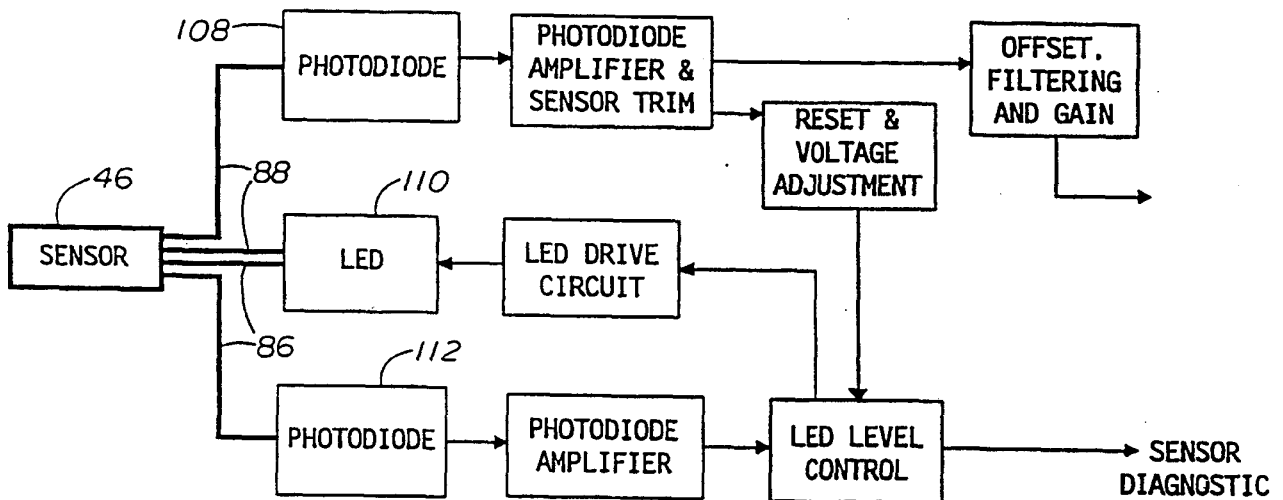 108
PHOTODIODE
PHOTODIODE
AMPLIFIER &
SENSOR TRIM
OFFSET.
FILTERING
AND GAIN
RESET &
VOLTAGE
ADJUSTMENT
46
88
110
SENSOR
LED
LED DRIVE
CIRCUIT
86
112
PHOTODIODE
PHOTODIODE
AMPLIFIER
LED LEVEL
CONTROL
SENSOR
DIAGNOSTIC